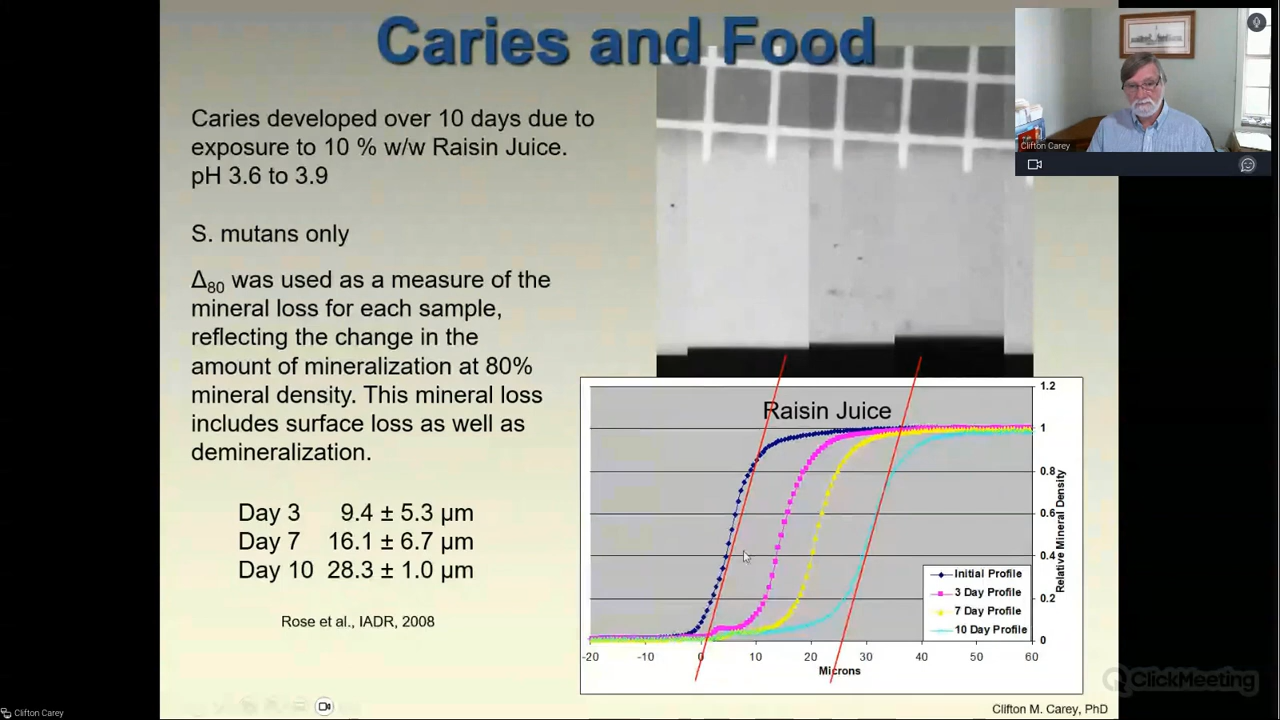 Caries and Food
Caries developed over 10 days due to
exposure to 10 % w/w Raisin Juice.
pH 3.6 to 3.9
S. mutans only
Δ80 was used as a measure of the
mineral loss for each sample,
reflecting the change in the
amount of mineralization at 80%
mineral density. This mineral loss
includes surface loss as well as
demineralization.
Day 3 9.4 ± 5.3 µm
Day 7 16.1 ± 6.7 µm
Day 10 28.3 ± 1.0 µm
Rose et al., IADR, 2008
Clifton Carey
Raisin Juice
1.2
1
0.8
0.6
0.4
0.2
0
Relative Mineral Density
Initial Profile
3 Day Profile
7 Day Profile
10 Day Profile
-20 -10 0 10 20 30 40 50 60
Microns
ClickMeeting
Clifton M. Carey, PhD
Clifton Carey